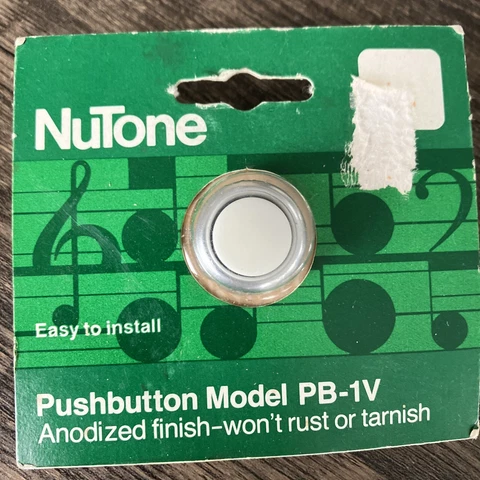 NuTone
Easy to install
Pushbutton Model PB-1V
Anodized finish-won't rust or tarnish